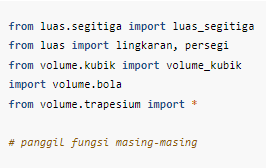 from luas.segitiga import luas_segitiga
from luas import lingkaran, persegi
from volume.kubik import volume_kubik
import volume.bola
from volume.trapesium import *
# panggil fungsi masing-masing